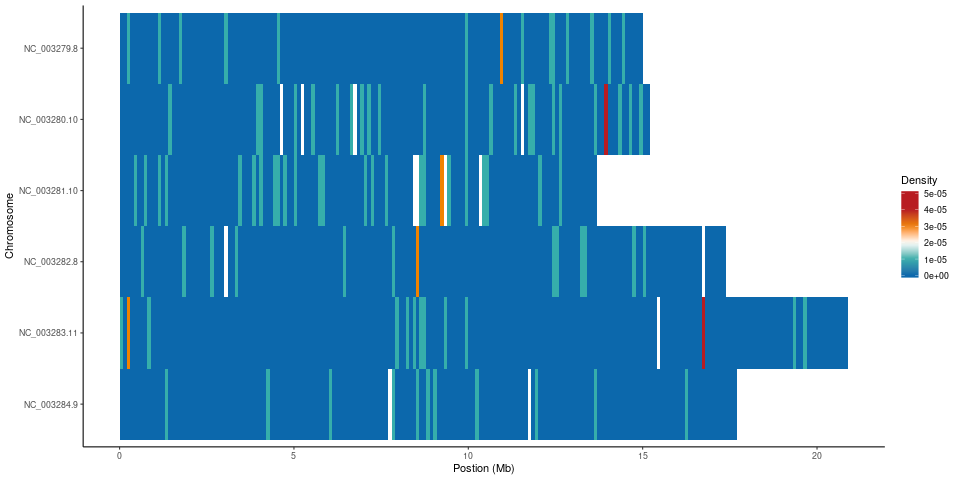 NC_003279.8
NC_003280.10
NC_003281.10
NC_003282.8
NC_003283.11
NC_003284.9
Chromosome
0 5 10 15 20
Postion (Mb)
Density
5e-05
4e-05
3e-05
2e-05
1e-05
0e+00